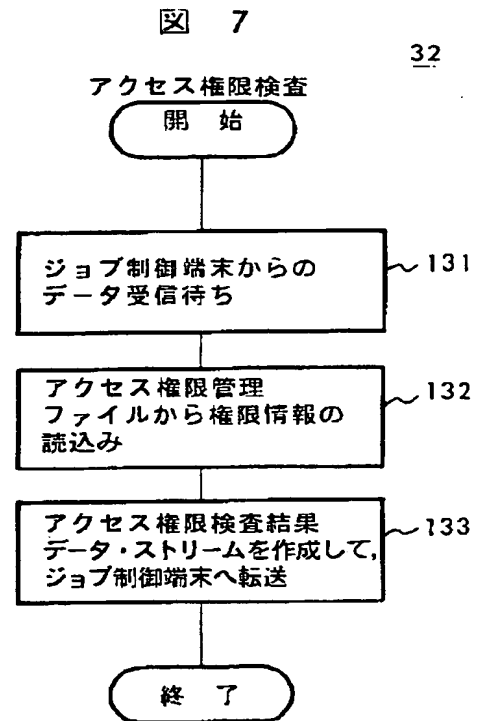 図 7
32
アクセス権限検査
開 始
ジョブ制御端末からの
データ受信待ち
131
アクセス権限管理
ファイルから権限情報の
読込み
132
アクセス権限検査結果
データ・ストリームを作成して,
ジョブ制御端末へ転送
133
終 了